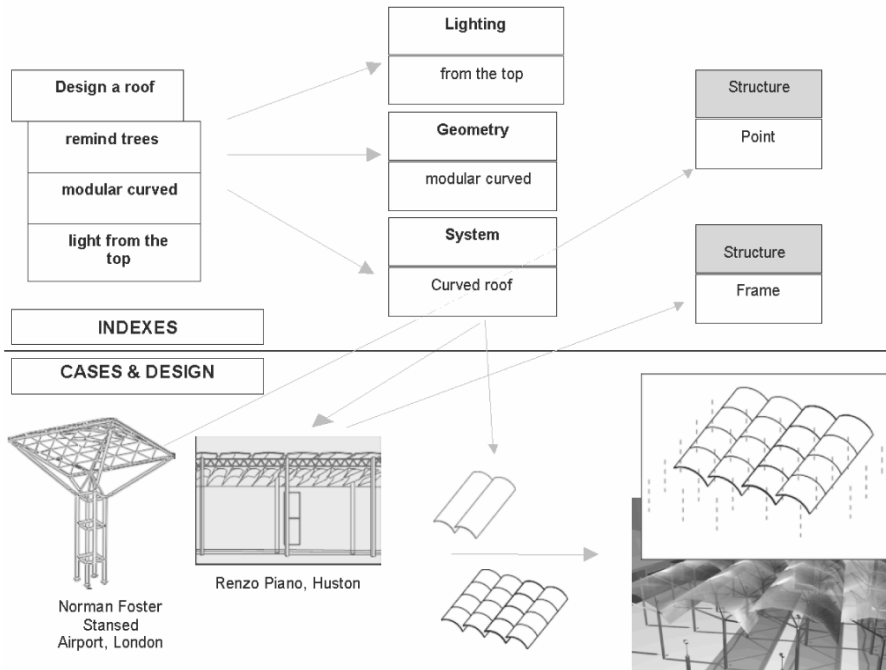 Design a roof
remind trees
modular curved
light from the
top
Lighting
from the top
Geometry
modular curved
System
Curved roof
Structure
Point
Structure
Frame
INDEXES
CASES & DESIGN
Norman Foster
Stansed
Airport, London
Renzo Piano, Huston